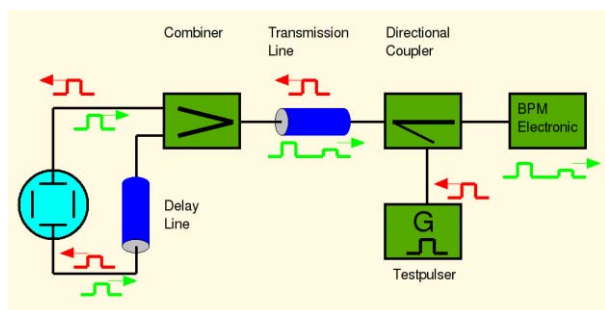 Combiner
Transmission
Line
Directional
Coupler
BPM
Electronic
Delay
Line
G
Testpulser